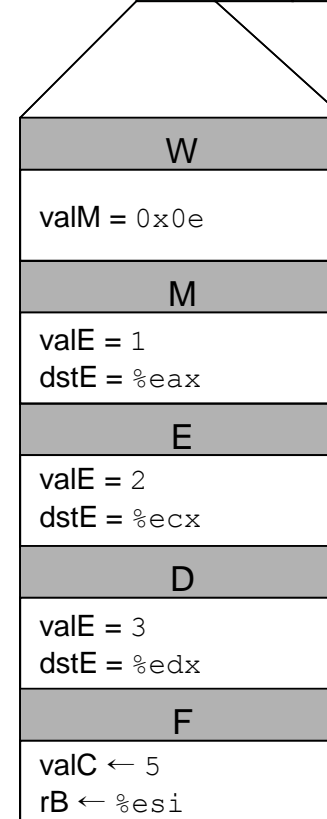 W
valM = 0x0e
M
valE = 1
dstE = %eax
E
valE = 2
dstE = %ecx
D
valE = 3
dstE = %edx
F
valC ← 5
rB ← %esi